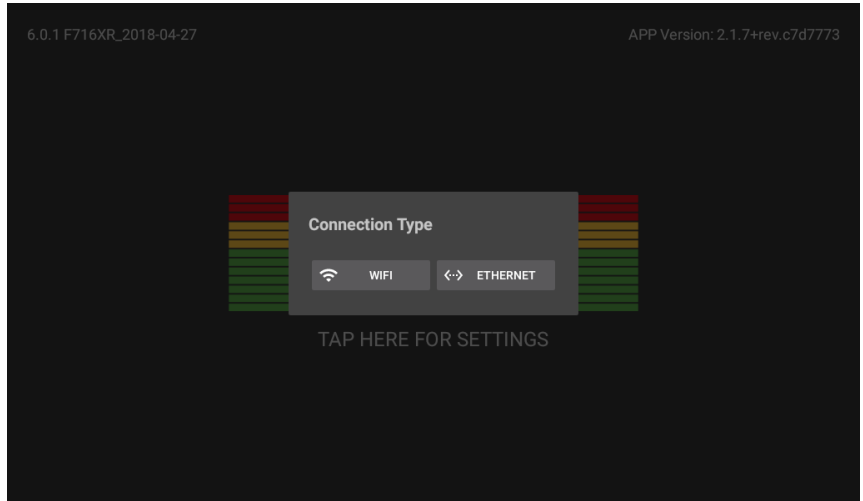 6.0.1 F716XR_2018-04-27
APP Version: 2.1.7+rev.c7d7773
Connection Type
WIFI
ETHERNET
TAP HERE FOR SETTINGS